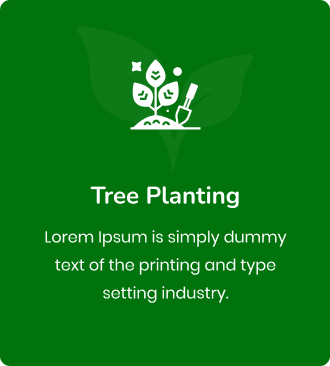 Tree Planting
Lorem Ipsum is simply dummy
text of the printing and type
setting industry.